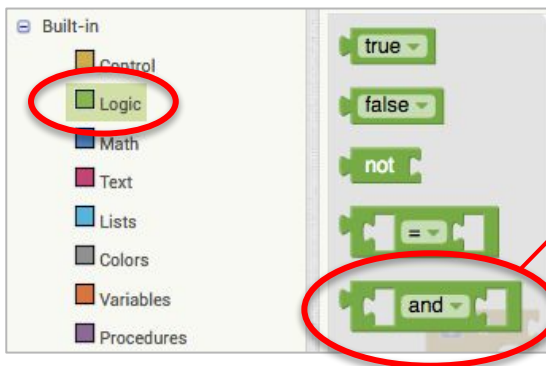 Built-in
Control
Logic
Math
Text
Lists
Colors
Variables
Procedures
true
false
not
=
and